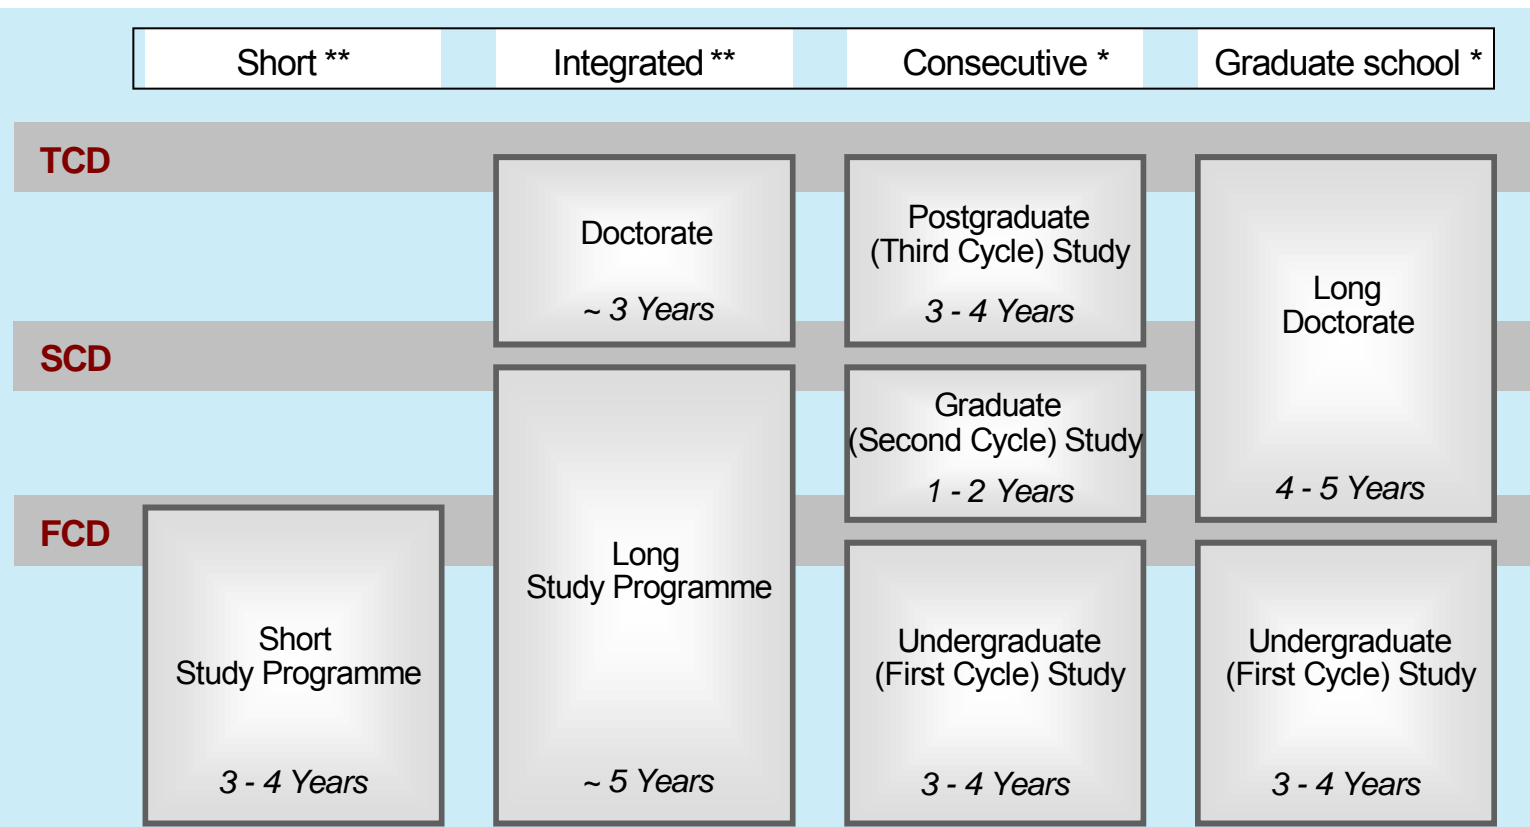 Short **
Integrated **
Consecutive *
Graduate school *
TCD
Doctorate
~ 3 Years
Postgraduate
(Third Cycle) Study
3 - 4 Years
Long
Doctorate
4 - 5 Years
SCD
Graduate
(Second Cycle) Study
1 - 2 Years
FCD
Short
Study Programme
3 - 4 Years
Long
Study Programme
~ 5 Years
Undergraduate
(First Cycle) Study
3 - 4 Years
Undergraduate
(First Cycle) Study
3 - 4 Years